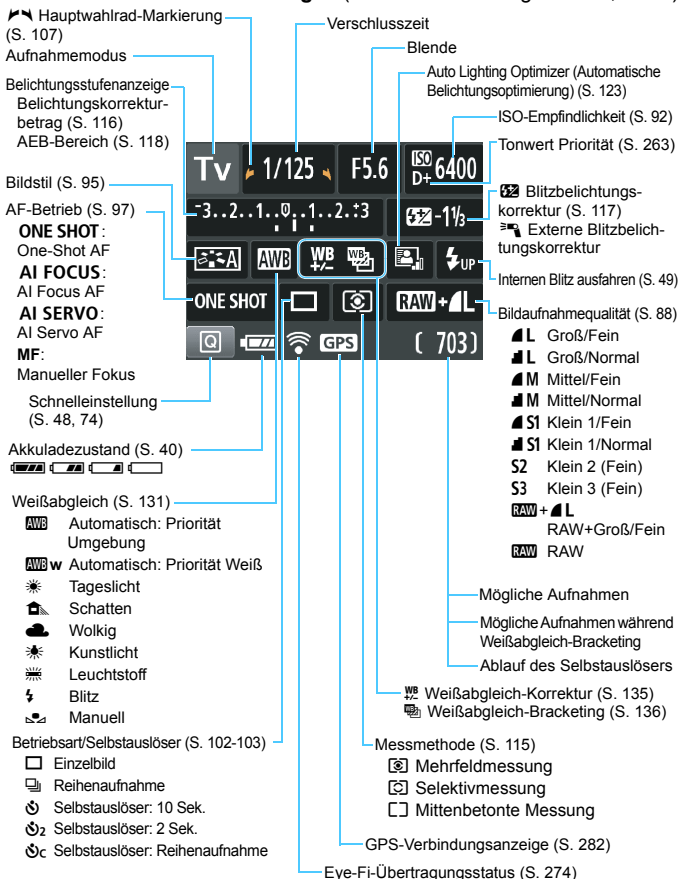 Hauptwahlrad-Markierung
(S. 107)
Aufnahmemodus
Belichtungsstufenanzeige
Belichtungskorrektur-
betrag (S. 116)
AEB-Bereich (S. 118)
Bildstil (S. 95)
AF-Betrieb (S. 97)
ONE SHOT:
One-Shot AF
AI FOCUS:
AI Focus AF
AI SERVO:
AI Servo AF
MF:
Manueller Fokus
Schnelleinstellung
(S. 48, 74)
Akkuladezustand (S. 40)
Verschlusszeit
Blende
Auto Lighting Optimizer (Automatische
Belichtungsoptimierung) (S. 123)
ISO-Empfindlichkeit (S. 92)
Tonwert Priorität (S. 263)
Tv 1/125 F5.6 ISO D+ 6400
-3..2..1..0..1..2.+3 -1⅓
A AWB WB +/- WB UP
ONE SHOT RAW+L
Q GPS ( 703)
Blitzbelichtungs-
korrektur (S. 117)
Externe Blitzbelich-
tungskorrektur
Internen Blitz ausfahren (S. 49)
Bildaufnahmequalität (S. 88)
L Groß/Fein
L Groß/Normal
M Mittel/Fein
M Mittel/Normal
S1 Klein 1/Fein
S1 Klein 1/Normal
S2 Klein 2 (Fein)
S3 Klein 3 (Fein)
RAW+L
RAW+Groß/Fein
RAW RAW
Weißabgleich (S. 131)
AWB Automatisch: Priorität
Umgebung
AWB w Automatisch: Priorität Weiß
Tageslicht
Schatten
Wolkig
Kunstlicht
Leuchtstoff
Blitz
Manuell
Betriebsart/Selbstauslöser (S. 102-103)
Einzelbild
Reihenaufnahme
Selbstauslöser: 10 Sek.
2 Selbstauslöser: 2 Sek.
c Selbstauslöser: Reihenaufnahme
Mögliche Aufnahmen
Mögliche Aufnahmen während
Weißabgleich-Bracketing
Ablauf des Selbstauslösers
WB +/- Weißabgleich-Korrektur (S. 135)
WB Weißabgleich-Bracketing (S. 136)
Messmethode (S. 115)
Mehrfeldmessung
Selektivmessung
Mittenbetonte Messung
GPS-Verbindungsanzeige (S. 282)
Eye-Fi-Übertragungsstatus (S. 274)